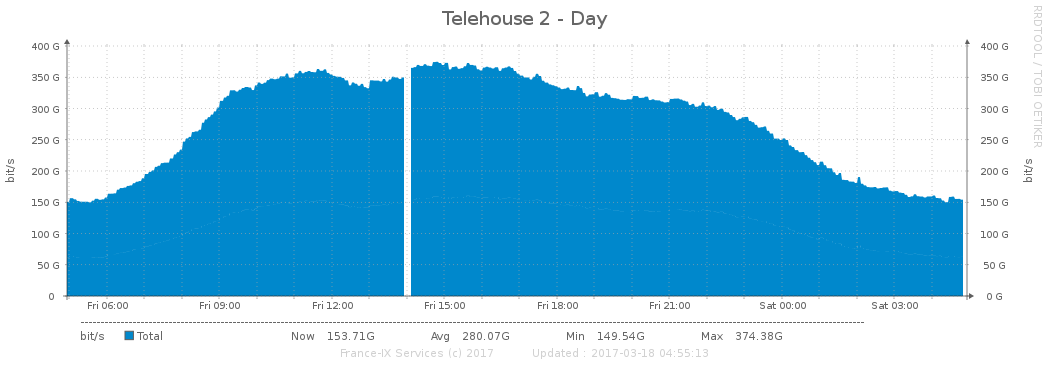 Telehouse 2 - Day
RRDTOOL / TOBI OETIKER
bit/s
400 G 400 G
350 G 350 G
300 G 300 G
250 G 250 G
200 G 200 G
150 G 150 G
100 G 100 G
50 G 50 G
0 0 G
bit/s
Fri 06:00 Fri 09:00 Fri 12:00 Fri 15:00 Fri 18:00 Fri 21:00 Sat 00:00 Sat 03:00
bit/s Total Now 153.71G Avg 280.07G Min 149.54G Max 374.38G
France-IX Services (c) 2017 Updated : 2017-03-18 04:55:13